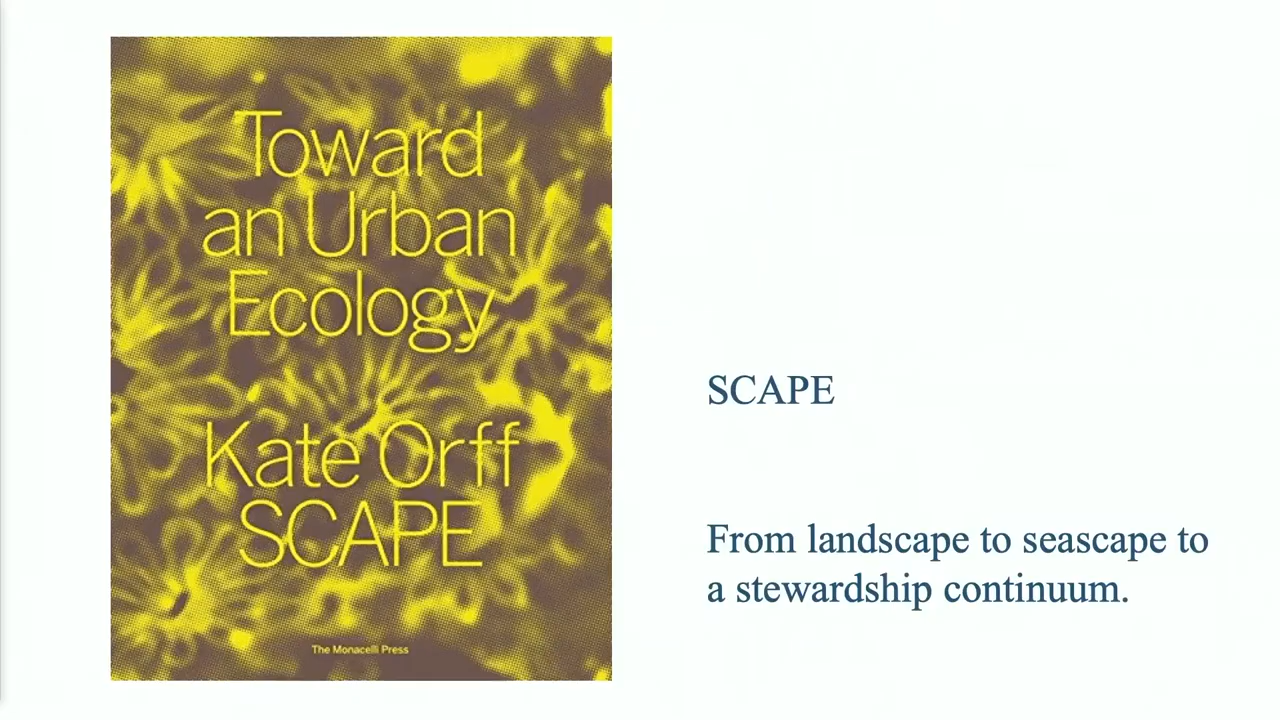 Toward
an Urban
Ecology
Kate Orff
SCAPE
The Monacelli Press
SCAPE
From landscape to seascape to
a stewardship continuum.